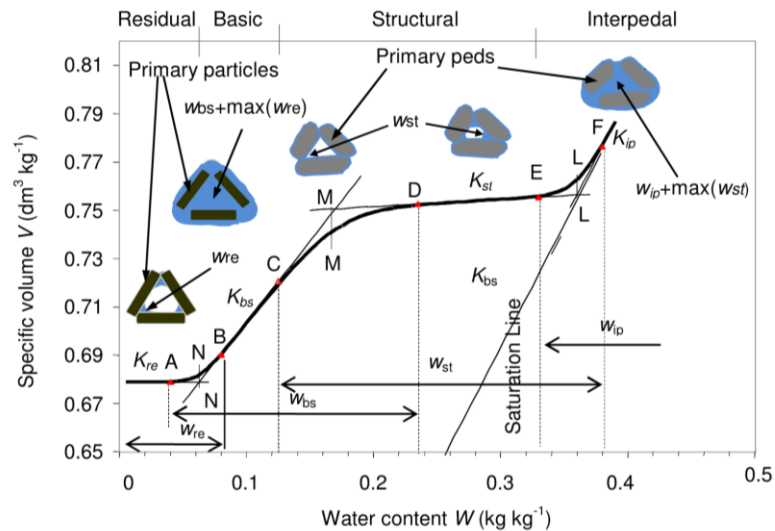 Residual Basic Structural Interpedal
Primary particles
Primary peds
wbs+max(wre)
wst
F Kip
wip+max(wst)
wre
0.81
0.79
0.77
0.75
0.73
0.71
0.69
0.67
0.65
Specific volume V (dm³ kg⁻¹)
Kre A N B Kbs C M D Kst E L
N M L
Kbs
Saturation Line
wip
wst
wbs
wre
0 0.1 0.2 0.3 0.4 0.5
Water content W (kg kg⁻¹)